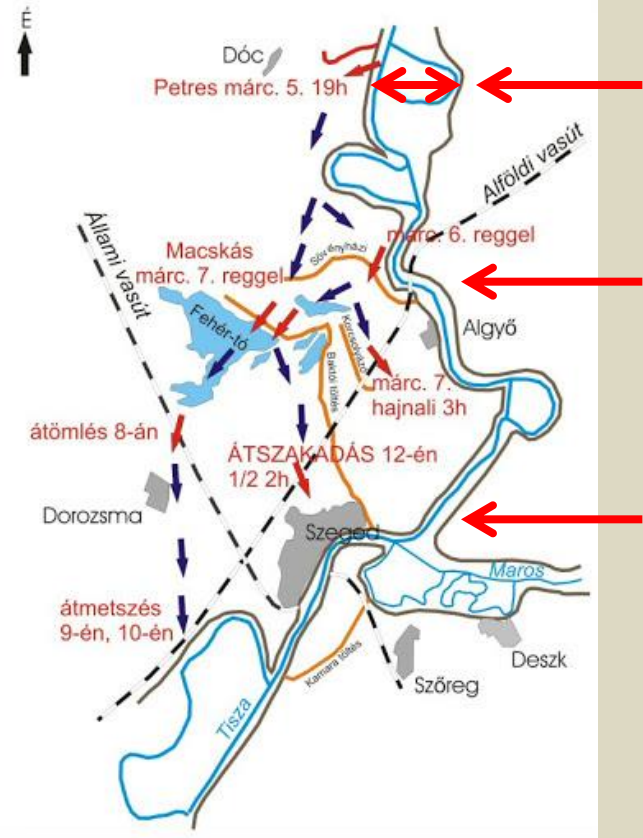 É
Dóc
Petres márc. 5. 19h
Alföldi vasút
Állami vasút
márc. 6. reggel
Macskás
márc. 7. reggel
Sövényházi
Fehér-tó
Algyő
Korcsolyázó
Baktói töltés
márc. 7.
hajnali 3h
átömlés 8-án
ÁTSZAKADÁS 12-én
1/2 2h
Dorozsma
Szeged
Maros
átmetszés
9-én, 10-én
Deszk
Kamara töltés
Szőreg
Tisza